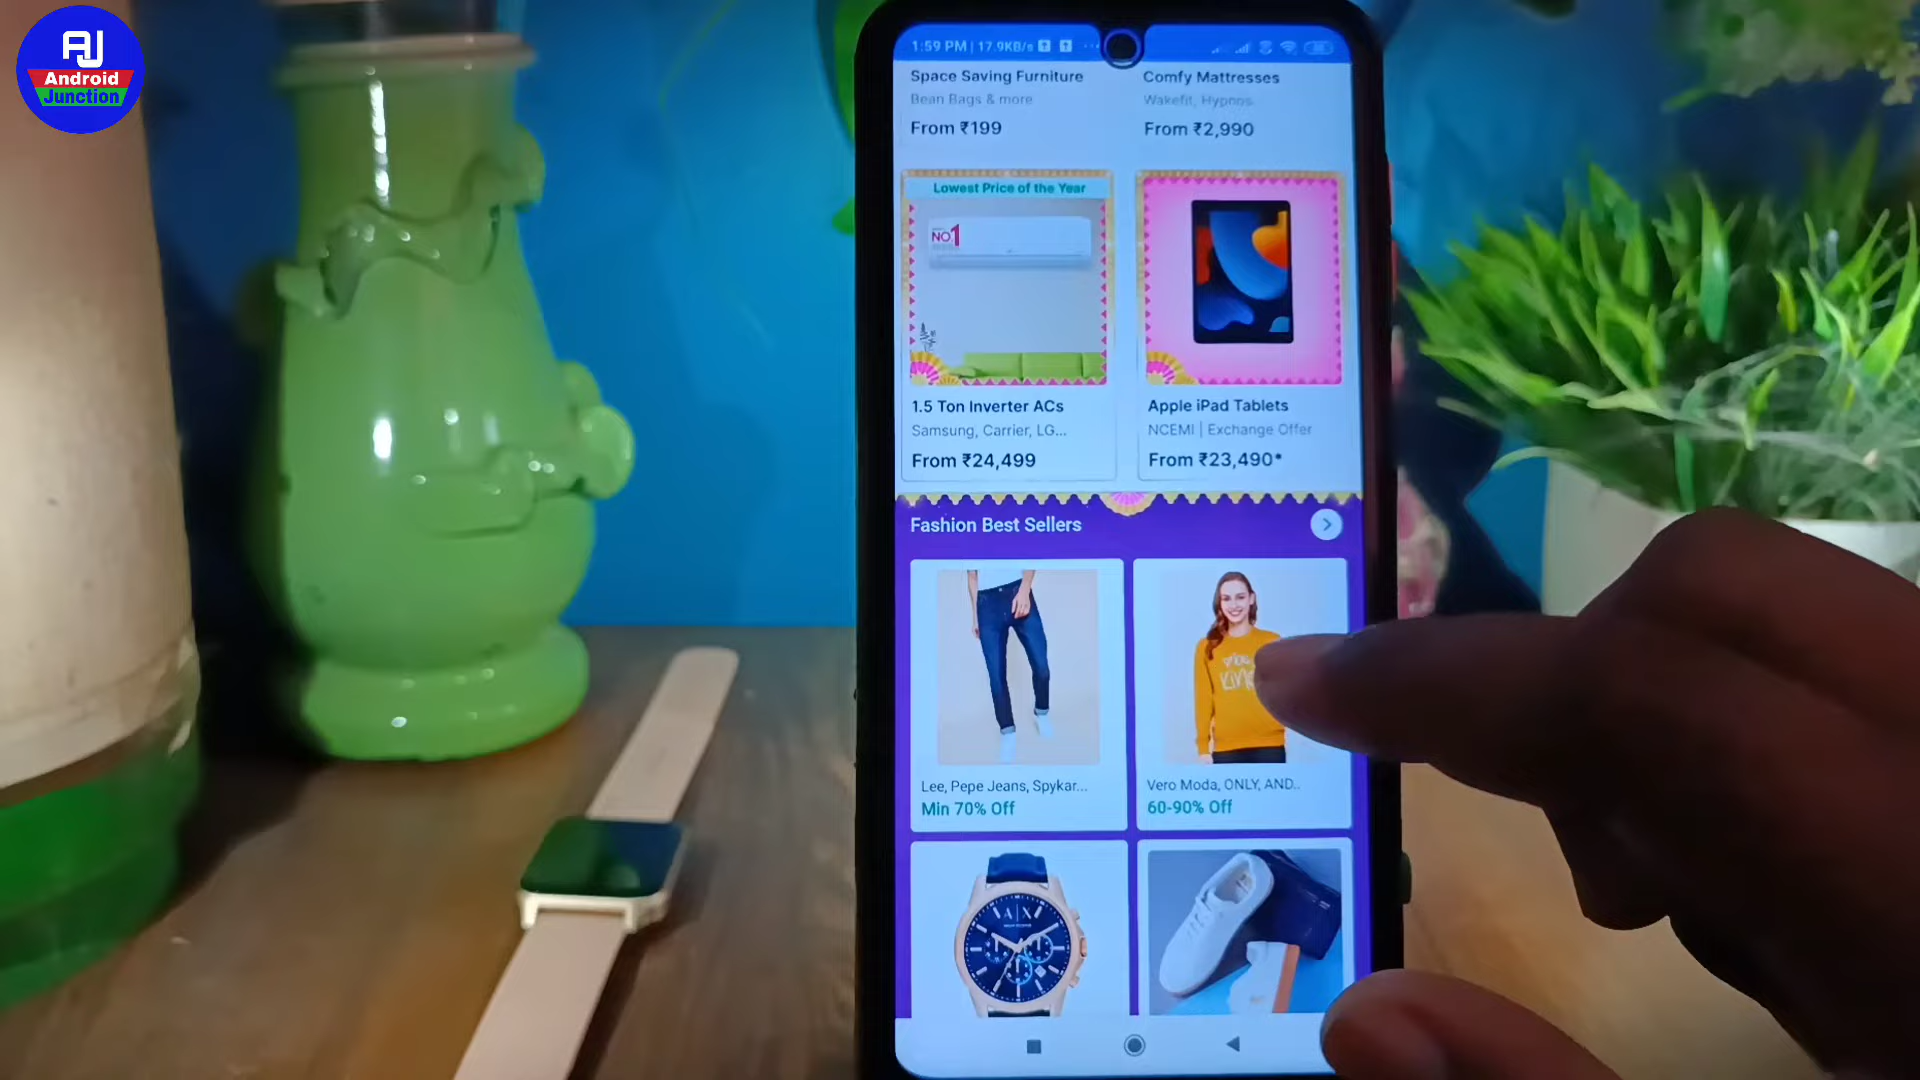 AJ
Android
Junction
1:59 PM | 17.9KB/s
Space Saving Furniture
Bean Bags & more
From ₹199
Comfy Mattresses
Wakefit, Hypnos
From ₹2,990
Lowest Price of the Year
NO.1
1.5 Ton Inverter ACs
Samsung, Carrier, LG...
From ₹24,499
Apple iPad Tablets
NCEMI | Exchange Offer
From ₹23,490*
Fashion Best Sellers
Lee, Pepe Jeans, Spykar...
Min 70% Off
Vero Moda, ONLY, AND..
60-90% Off
A|X